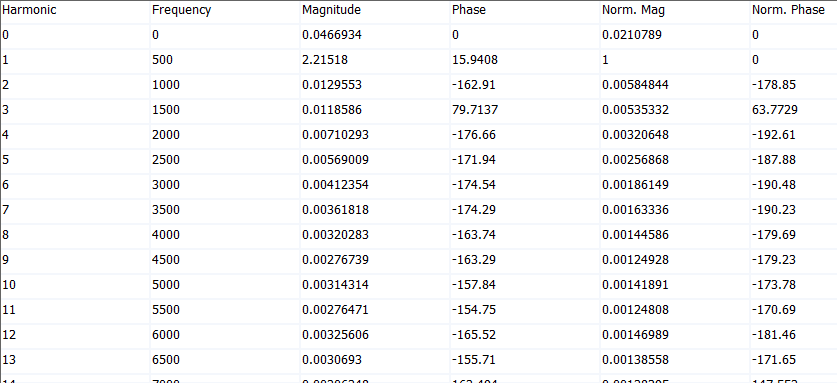 Harmonic Frequency Magnitude Phase Norm. Mag Norm. Phase
0 0 0.0466934 0 0.0210789 0
1 500 2.21518 15.9408 1 0
2 1000 0.0129553 -162.91 0.00584844 -178.85
3 1500 0.0118586 79.7137 0.00535332 63.7729
4 2000 0.00710293 -176.66 0.00320648 -192.61
5 2500 0.00569009 -171.94 0.00256868 -187.88
6 3000 0.00412354 -174.54 0.00186149 -190.48
7 3500 0.00361818 -174.29 0.00163336 -190.23
8 4000 0.00320283 -163.74 0.00144586 -179.69
9 4500 0.00276739 -163.29 0.00124928 -179.23
10 5000 0.00314314 -157.84 0.00141891 -173.78
11 5500 0.00276471 -154.75 0.00124808 -170.69
12 6000 0.00325606 -165.52 0.00146989 -181.46
13 6500 0.0030693 -155.71 0.00138558 -171.65